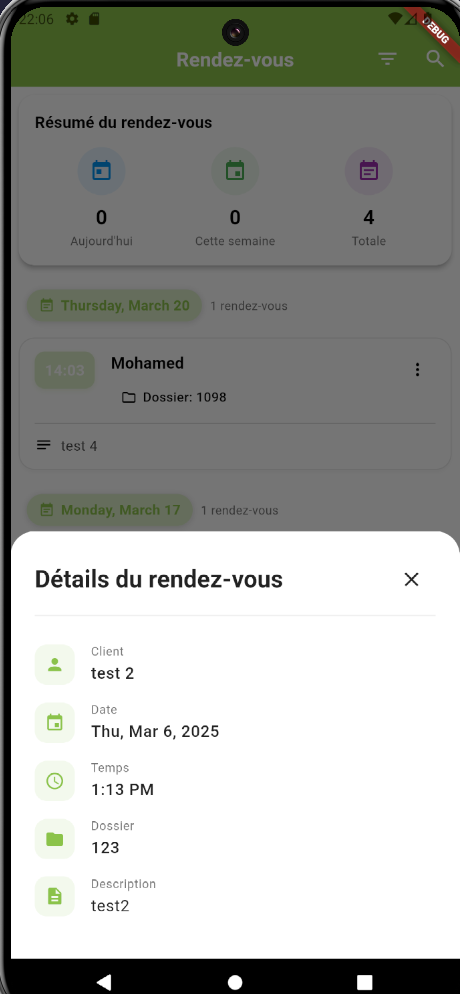 22:06
DEBUG
Rendez-vous
Résumé du rendez-vous
0 0 4
Aujourd'hui Cette semaine Totale
Thursday, March 20 1 rendez-vous
14:03 Mohamed
Dossier: 1098
test 4
Monday, March 17 1 rendez-vous
Détails du rendez-vous
Client
test 2
Date
Thu, Mar 6, 2025
Temps
1:13 PM
Dossier
123
Description
test2